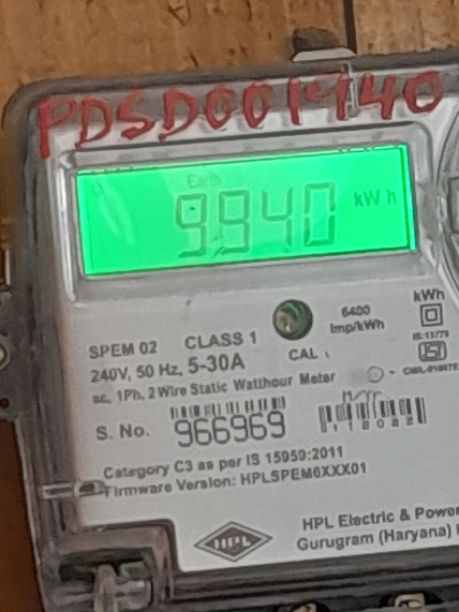 PDSD001940
Earth
9940 kWh
6400
imp/kWh
kWh
SPEM 02 CLASS 1
CAL
240V, 50 Hz, 5-30A
ac, 1Ph, 2 Wire Static Watthour Meter
S. No. 966969
Category C3 as per IS 15959:2011
Firmware Version: HPLSPEM6XXX01
HPL
HPL Electric & Power
Gurugram (Haryana)